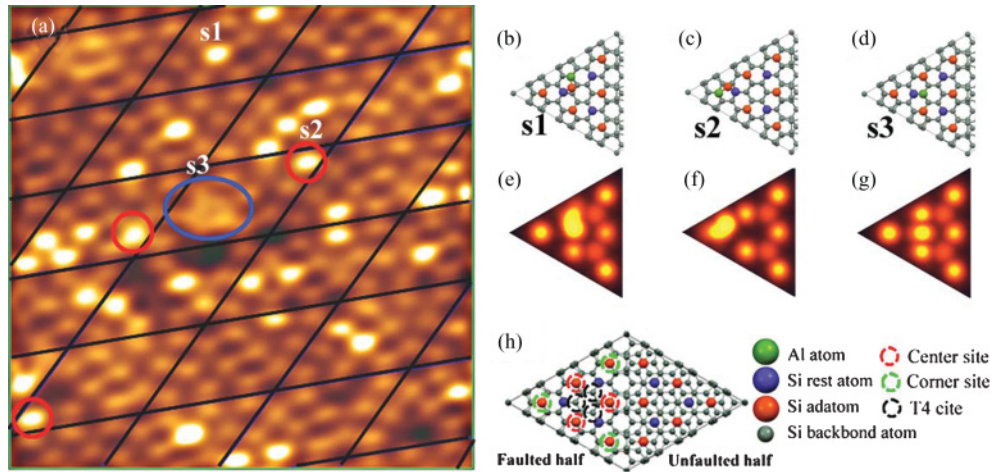 (a)
s1
s2
s3
(b)
(c)
(d)
s1
s2
s3
(e)
(f)
(g)
(h)
Faulted half
Unfaulted half
Al atom
Si rest atom
Si adatom
Si backbond atom
Center site
Corner site
T4 cite